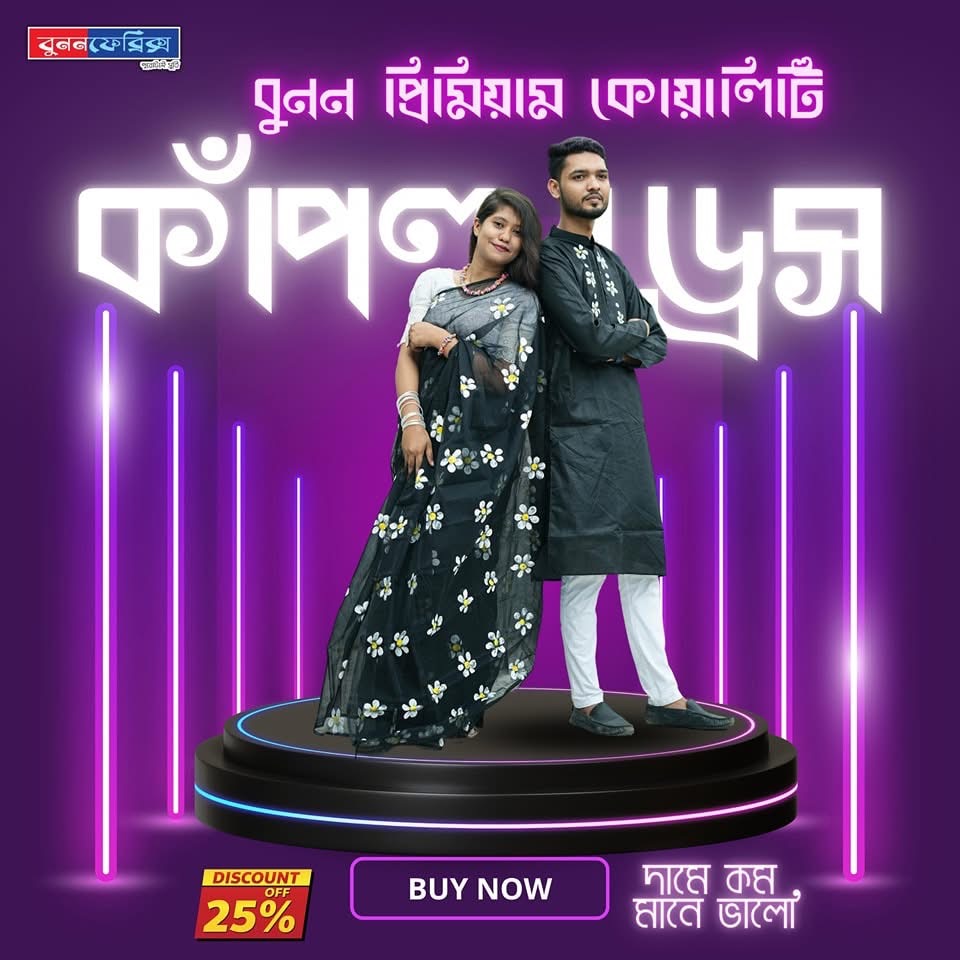 বুননফেব্রিক্স
বুনন প্রিমিয়াম কোয়ালিটি
কাঁপল ড্রেস
DISCOUNT
OFF
25%
BUY NOW
দামে কম
মানে ভালো